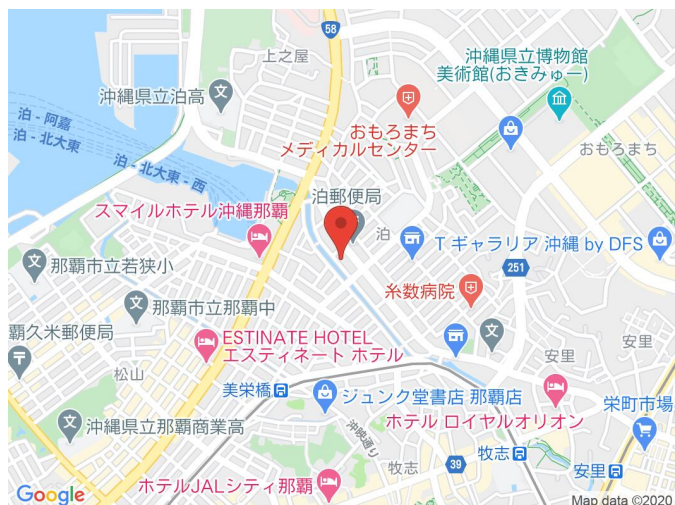 58
上之屋
沖縄県立博物館
美術館(おきみゅー)
沖縄県立泊高
おもろまち
メディカルセンター
おもろまち
泊 - 阿嘉
泊 - 北大東
泊 - 北大東 - 西
泊郵便局
スマイルホテル沖縄那覇
泊
T ギャラリア 沖縄 by DFS
那覇市立若狭小
251
糸数病院
那覇市立那覇中
覇久米郵便局
ESTINATE HOTEL
エスティネート ホテル
安里
安里
松山
美栄橋
ジュンク堂書店 那覇店
ホテル ロイヤルオリオン
栄町市場
沖縄県立那覇商業高
沖映通り
牧志
牧志
39
安里
ホテルJALシティ那覇
Google
Map data ©2020